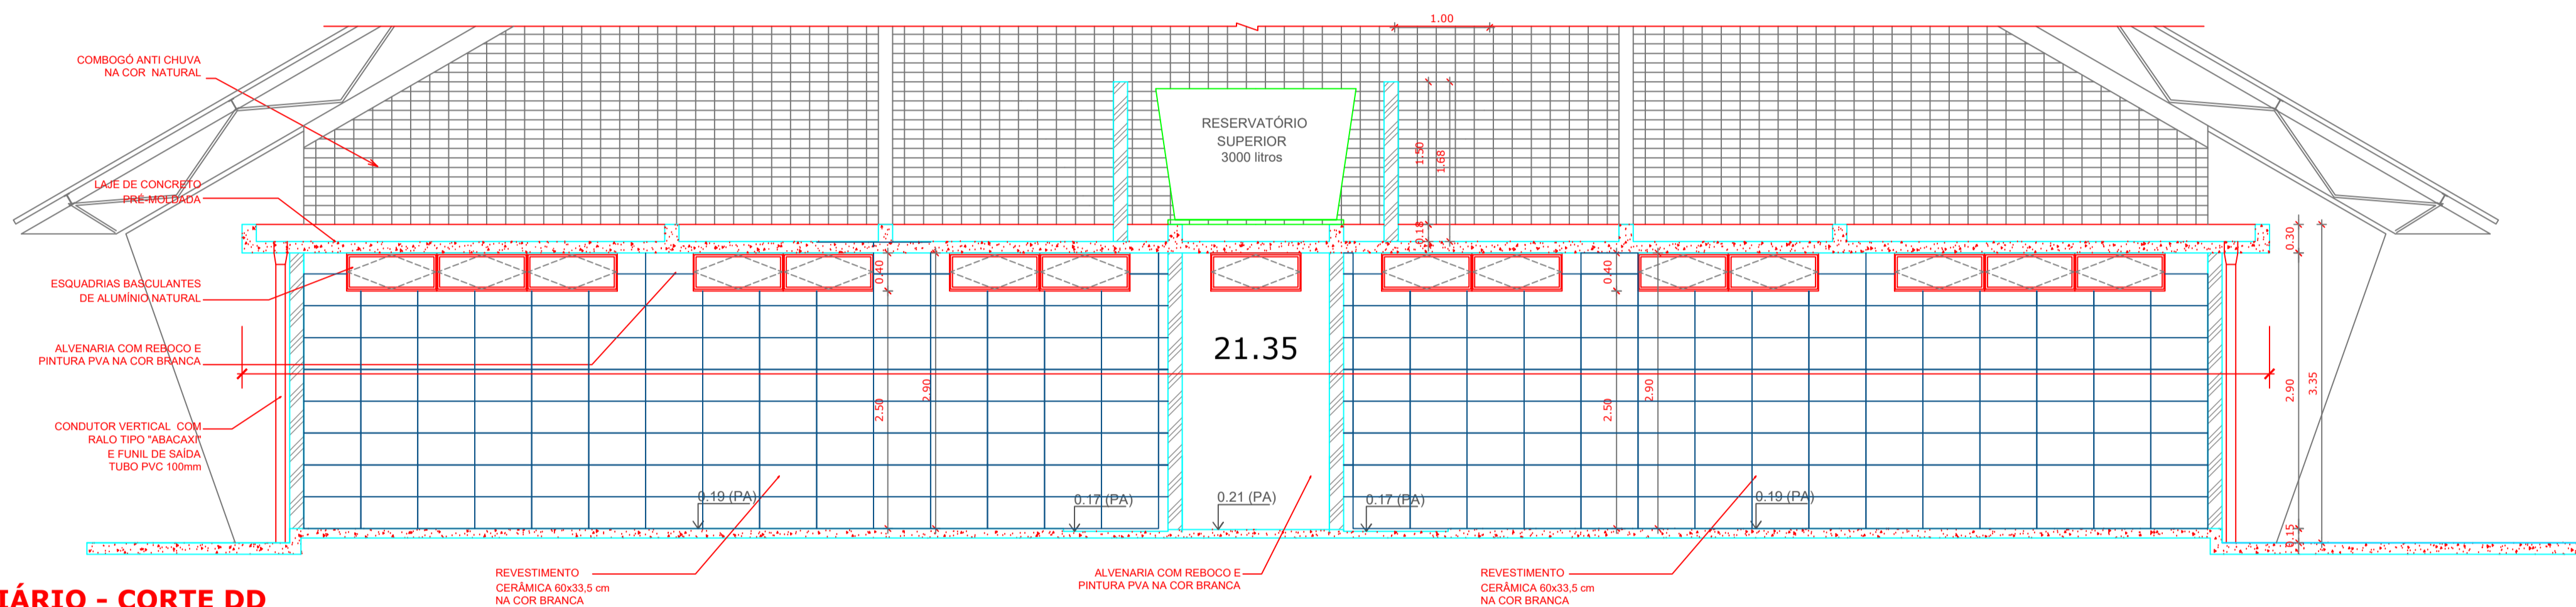 1.00
COMBOGÓ ANTI CHUVA
NA COR NATURAL
RESERVATÓRIO
SUPERIOR
3000 litros
1.50
1.68
LAJE DE CONCRETO
PRÉ-MOLDADA
0.18
0.30
ESQUADRIAS BASCULANTES
DE ALUMÍNIO NATURAL
0.40
0.40
ALVENARIA COM REBOCO E
PINTURA PVA NA COR BRANCA
21.35
2.50
2.90
2.50
2.90
2.90
3.35
CONDUTOR VERTICAL COM
RALO TIPO "ABACAXI"
E FUNIL DE SAÍDA
TUBO PVC 100mm
0.19 (PA)
0.17 (PA)
0.21 (PA)
0.17 (PA)
0.19 (PA)
0.15
REVESTIMENTO
CERÂMICA 60x33,5 cm
NA COR BRANCA
ALVENARIA COM REBOCO E
PINTURA PVA NA COR BRANCA
REVESTIMENTO
CERÂMICA 60x33,5 cm
NA COR BRANCA
IÁRIO - CORTE DD